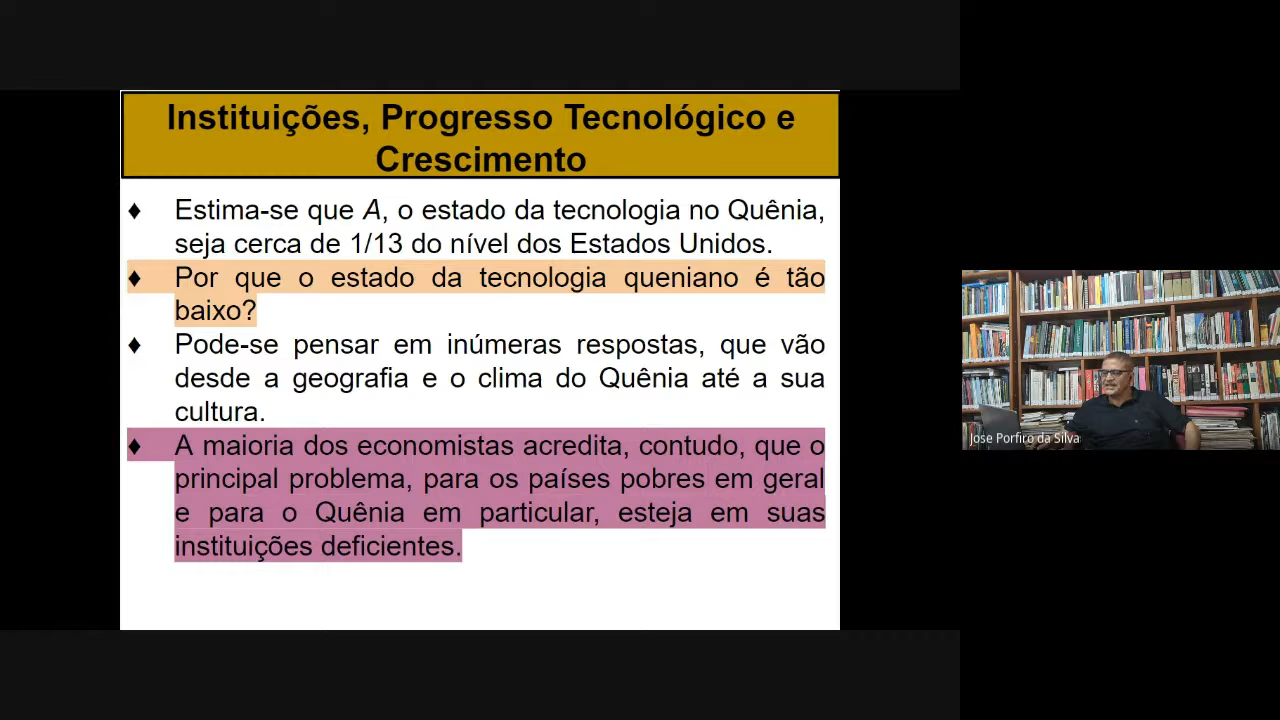 Instituições, Progresso Tecnológico e
Crescimento
♦ Estima-se que A, o estado da tecnologia no Quênia,
seja cerca de 1/13 do nível dos Estados Unidos.
♦ Por que o estado da tecnologia queniano é tão
baixo?
♦ Pode-se pensar em inúmeras respostas, que vão
desde a geografia e o clima do Quênia até a sua
cultura.
♦ A maioria dos economistas acredita, contudo, que o
principal problema, para os países pobres em geral
e para o Quênia em particular, esteja em suas
instituições deficientes.
Jose Porfiro da Silva